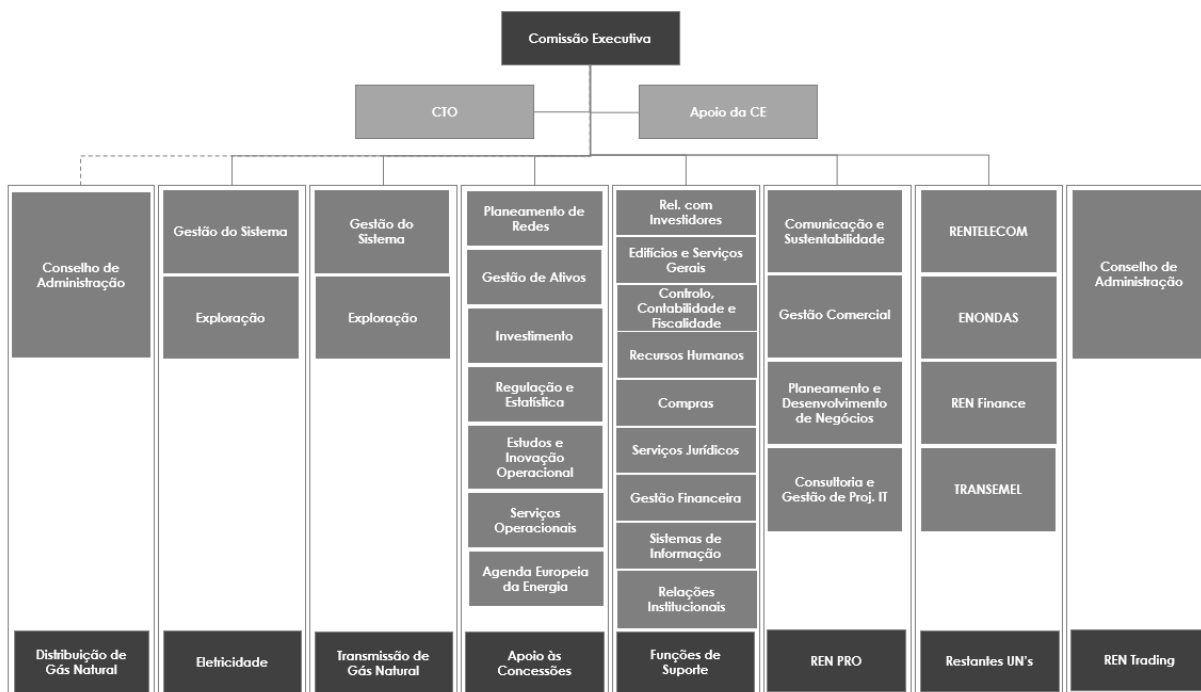 Comissão Executiva
CTO
Apoio da CE
Conselho de
Administração
Distribuição de
Gás Natural
Gestão do Sistema
Exploração
Eletricidade
Gestão do
Sistema
Exploração
Transmissão de
Gás Natural
Planeamento de
Redes
Gestão de Ativos
Investimento
Regulação e
Estatística
Estudos e
Inovação
Operacional
Serviços
Operacionais
Agenda Europeia
da Energia
Apoio às
Concessões
Rel. com
Investidores
Edifícios e Serviços
Gerais
Controlo,
Contabilidade e
Fiscalidade
Recursos Humanos
Compras
Serviços Jurídicos
Gestão Financeira
Sistemas de
Informação
Relações
Institucionais
Funções de
Suporte
Comunicação e
Sustentabilidade
Gestão Comercial
Planeamento e
Desenvolvimento
de Negócios
Consultoria e
Gestão de Proj. IT
REN PRO
RENTELECOM
ENONDAS
REN Finance
TRANSEMEL
Restantes UN's
Conselho de
Administração
REN Trading